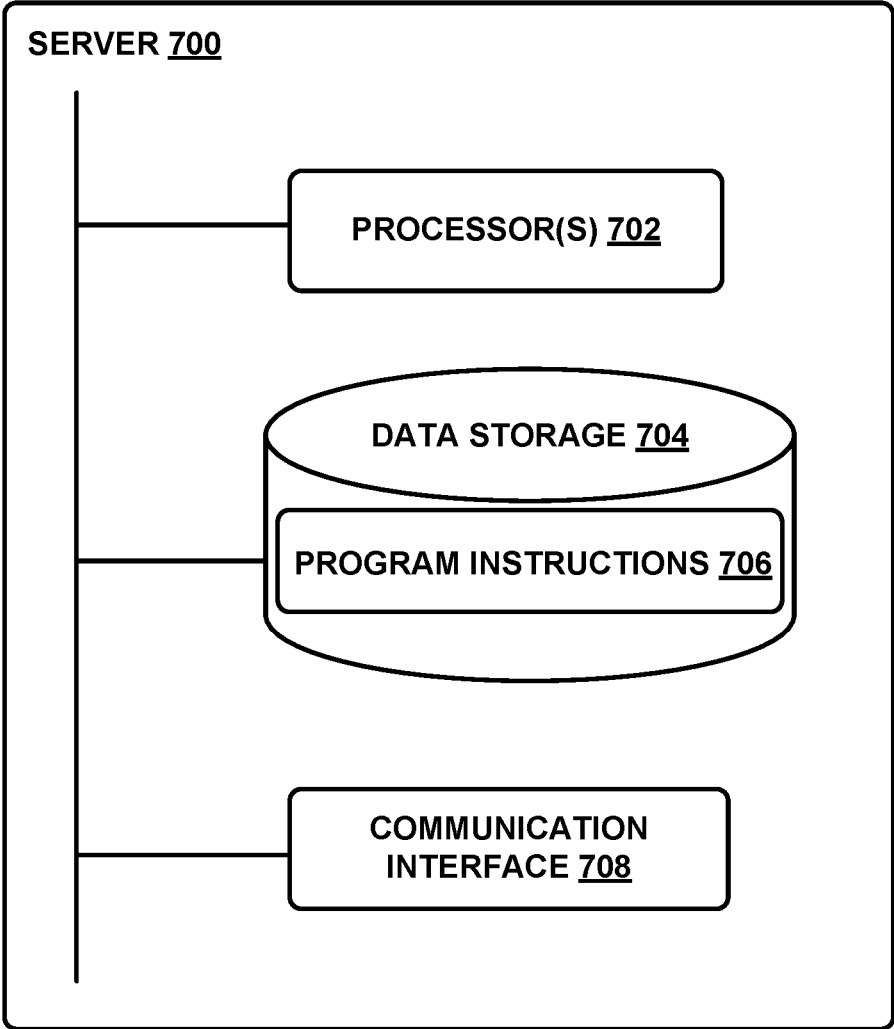 SERVER 700
PROCESSOR(S) 702
DATA STORAGE 704
PROGRAM INSTRUCTIONS 706
COMMUNICATION
INTERFACE 708